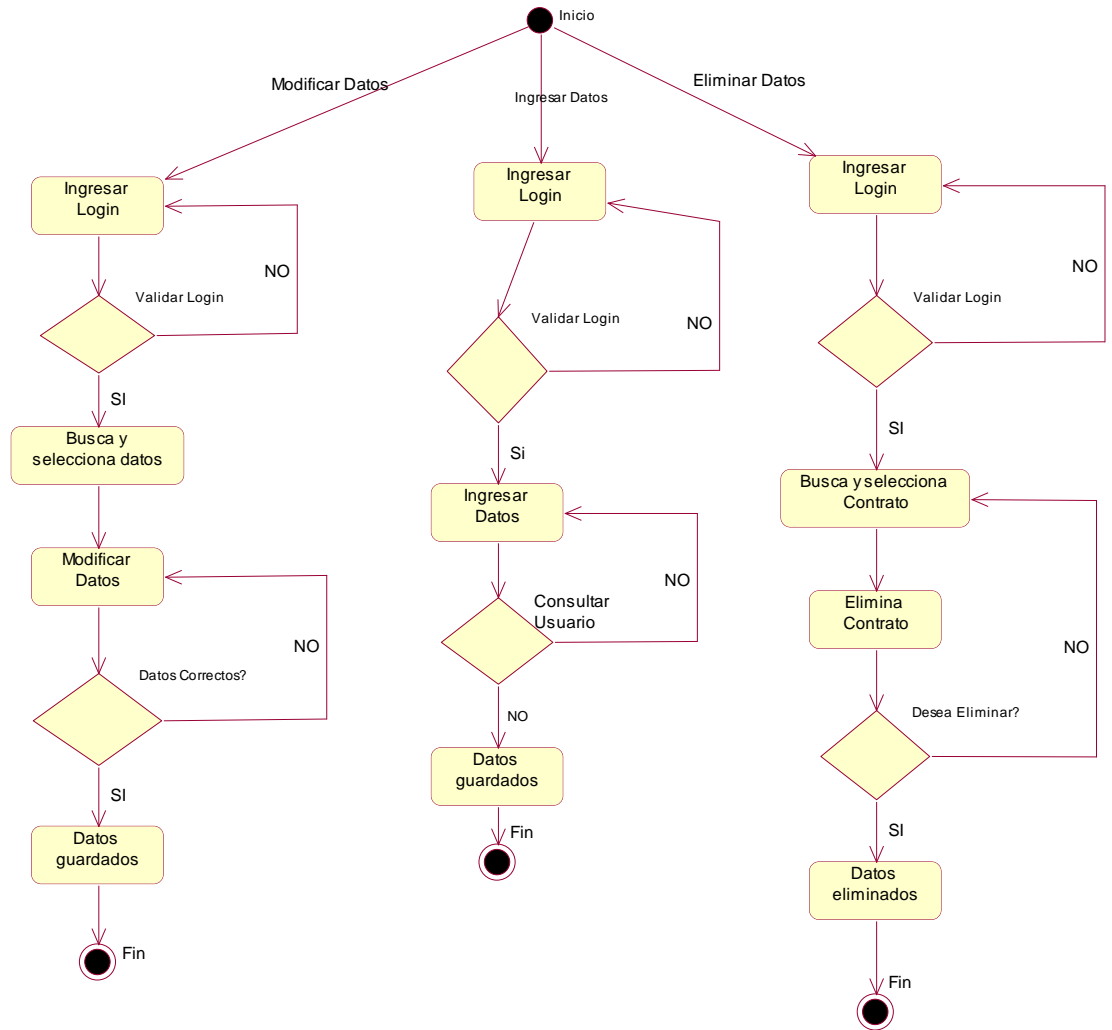 Inicio
Modificar Datos
Ingresar Datos
Eliminar Datos
Ingresar
Login
NO
Validar Login
SI
Busca y
selecciona datos
Modificar
Datos
NO
Datos Correctos?
SI
Datos
guardados
Fin
Ingresar
Login
Validar Login
NO
Si
Ingresar
Datos
NO
Consultar
Usuario
NO
Datos
guardados
Fin
Ingresar
Login
NO
Validar Login
SI
Busca y selecciona
Contrato
Elimina
Contrato
NO
Desea Eliminar?
SI
Datos
eliminados
Fin